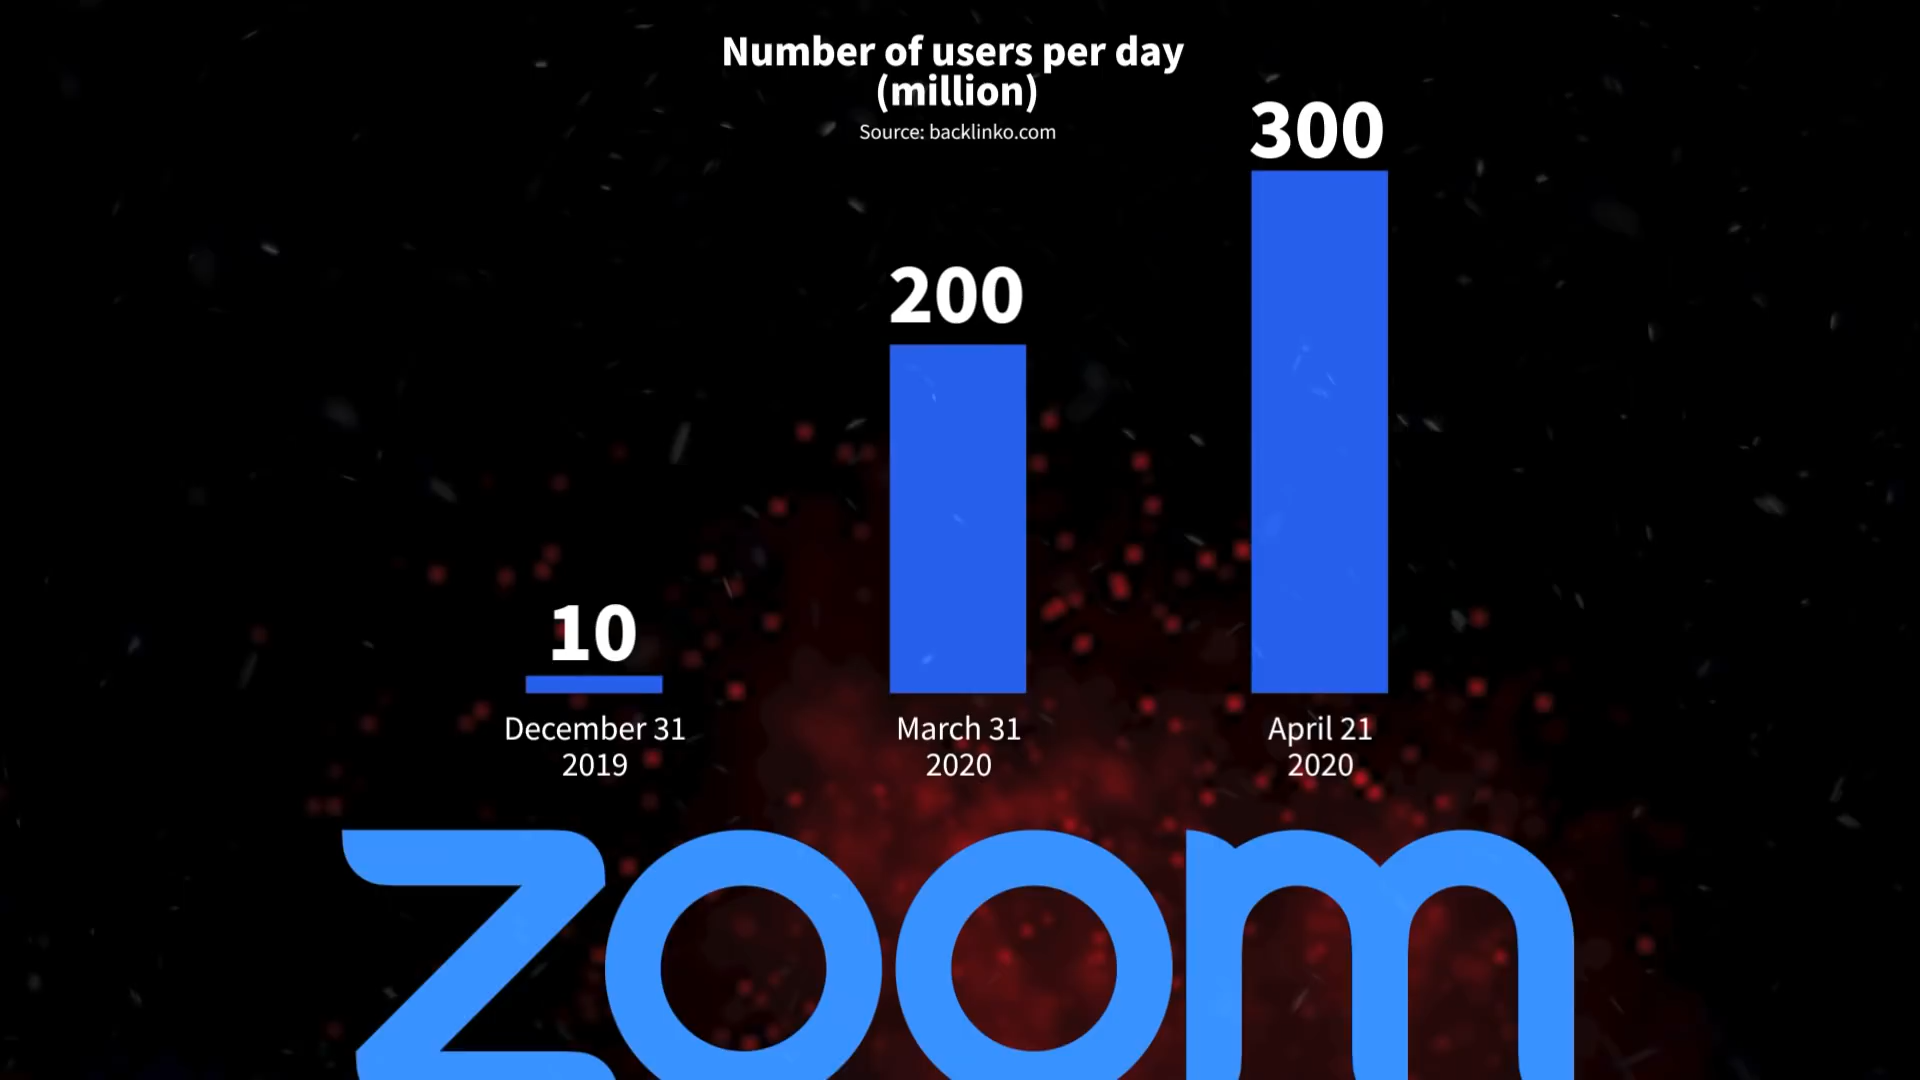 Number of users per day
(million)
Source: backlinko.com
300
200
10
December 31
2019
March 31
2020
April 21
2020
zoom